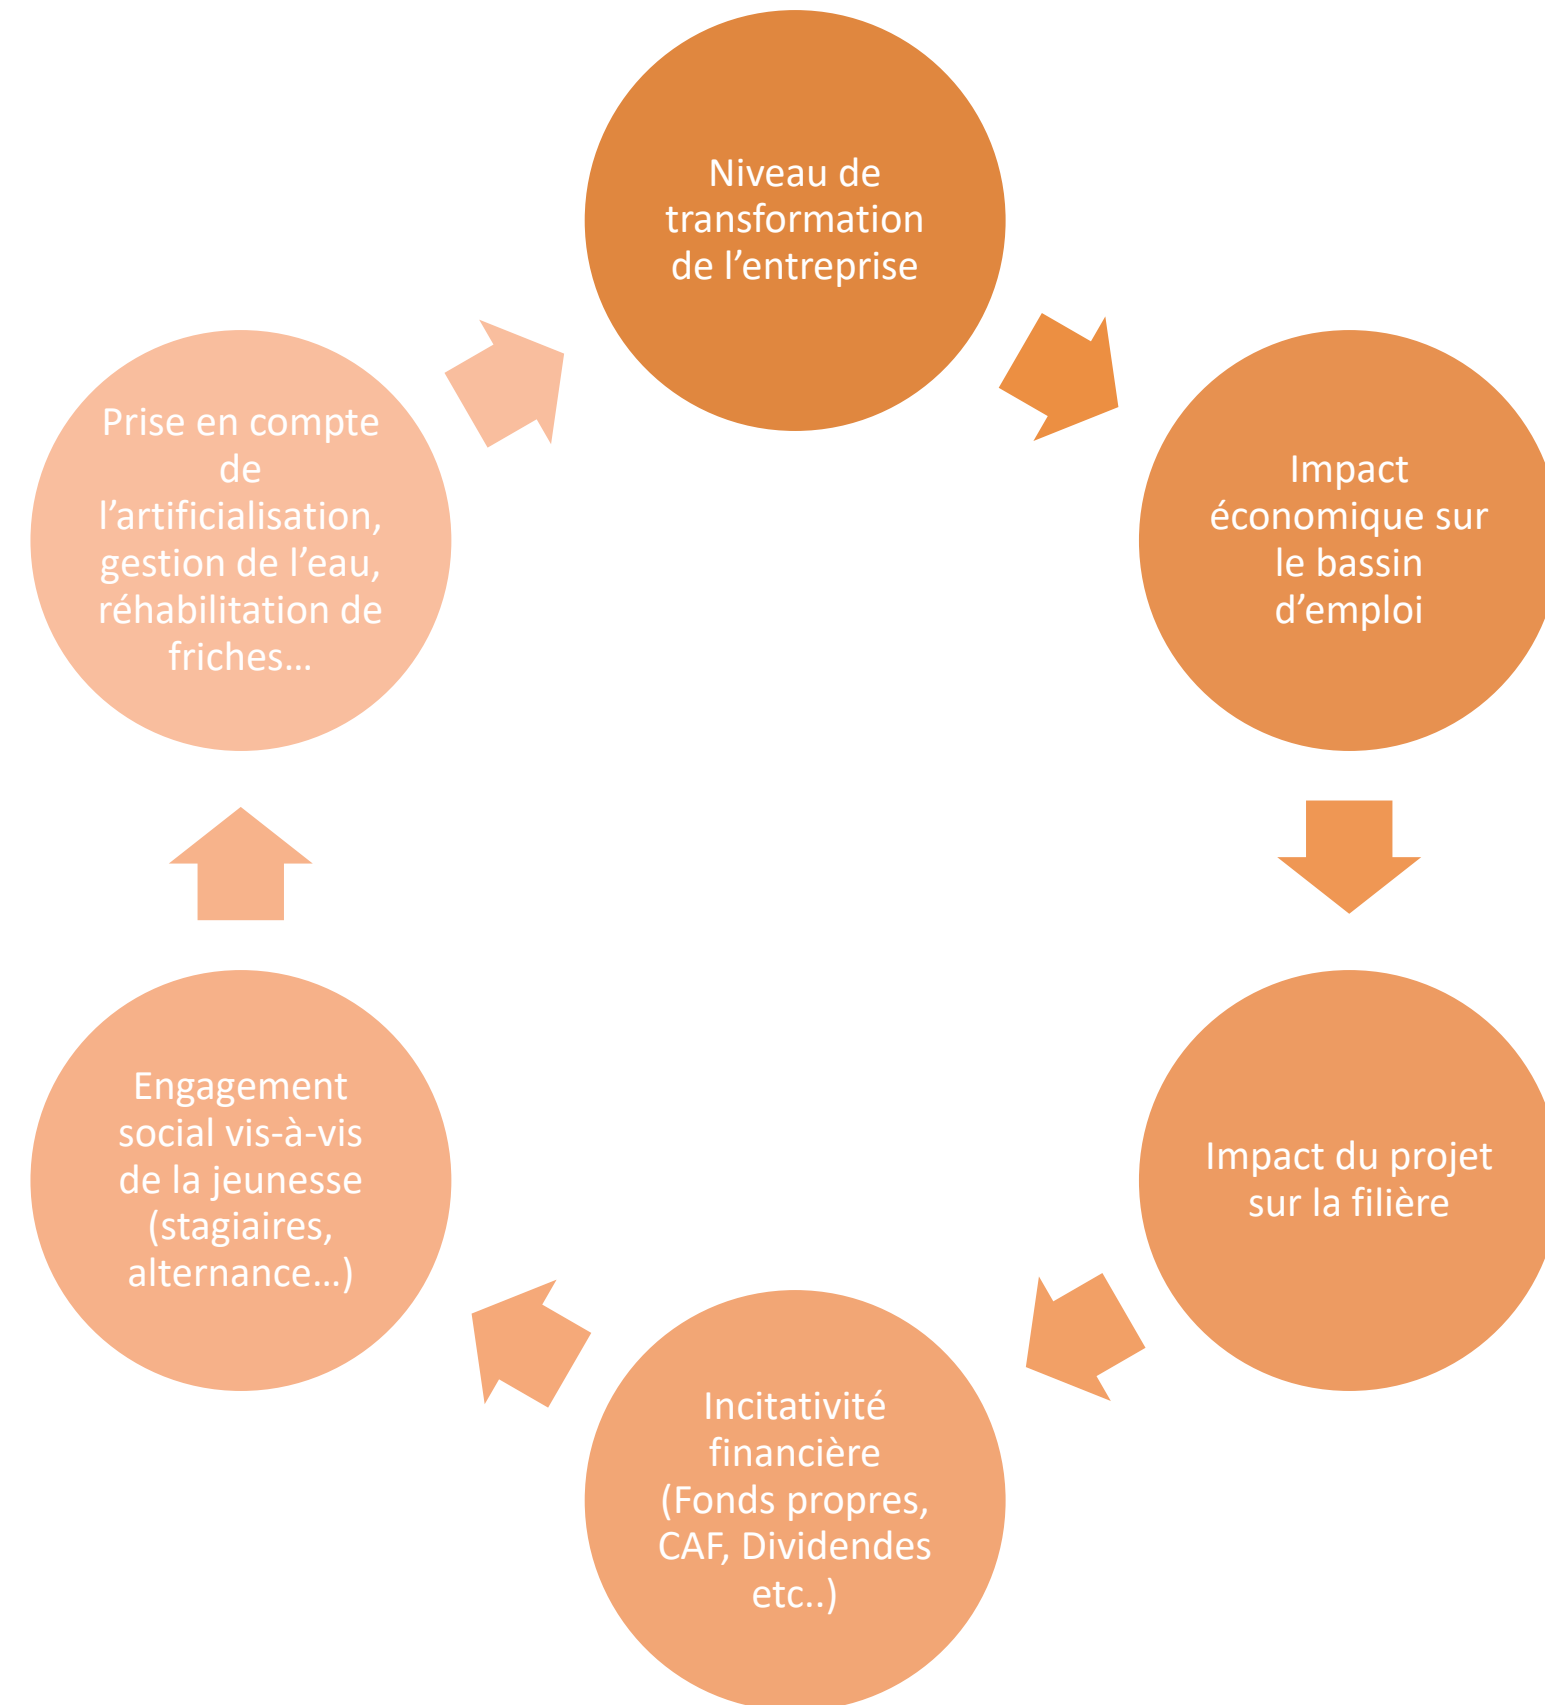 Niveau de
transformation
de l’entreprise
Impact
économique sur
le bassin
d’emploi
Impact du projet
sur la filière
Incitativité
financière
(Fonds propres,
CAF, Dividendes
etc..)
Engagement
social vis-à-vis
de la jeunesse
(stagiaires,
alternance…)
Prise en compte
de
l’artificialisation,
gestion de l’eau,
réhabilitation de
friches…